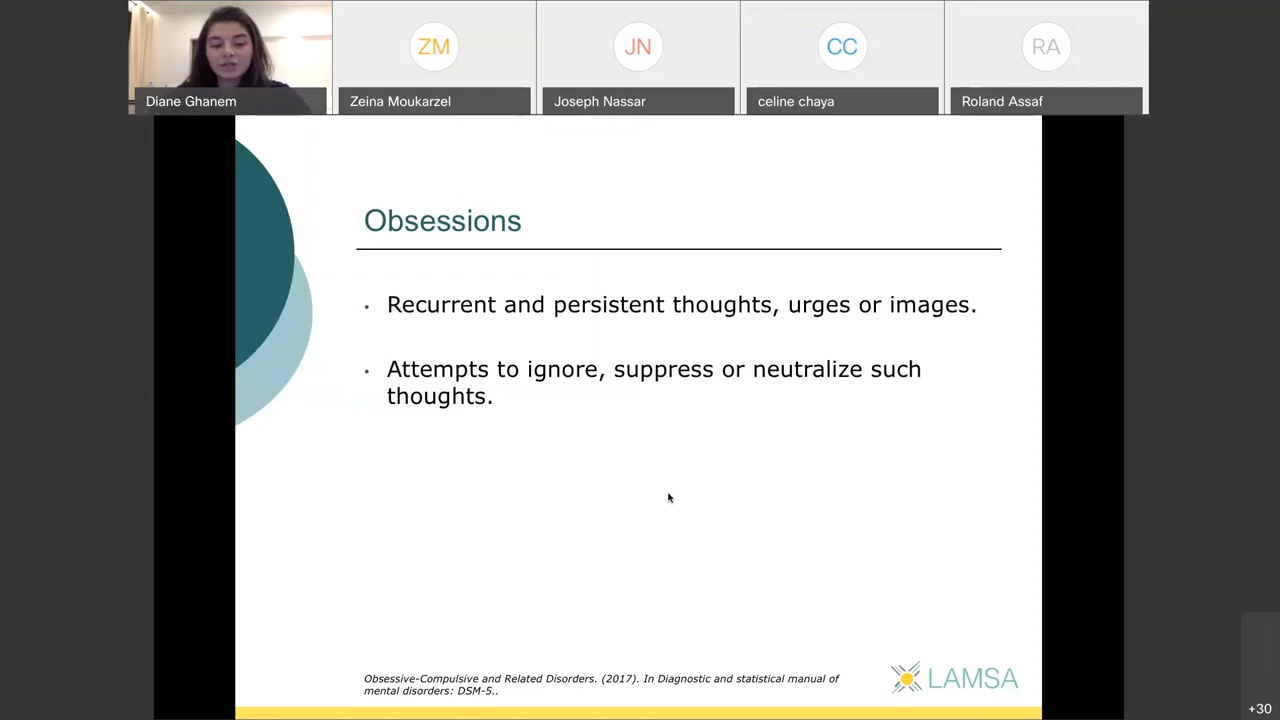 ZM
JN
CC
RA
Diane Ghanem
Zeina Moukarzel
Joseph Nassar
celine chaya
Roland Assaf
Obsessions
• Recurrent and persistent thoughts, urges or images.
• Attempts to ignore, suppress or neutralize such
thoughts.
Obsessive-Compulsive and Related Disorders. (2017). In Diagnostic and statistical manual of
mental disorders: DSM-5..
LAMSA
+30